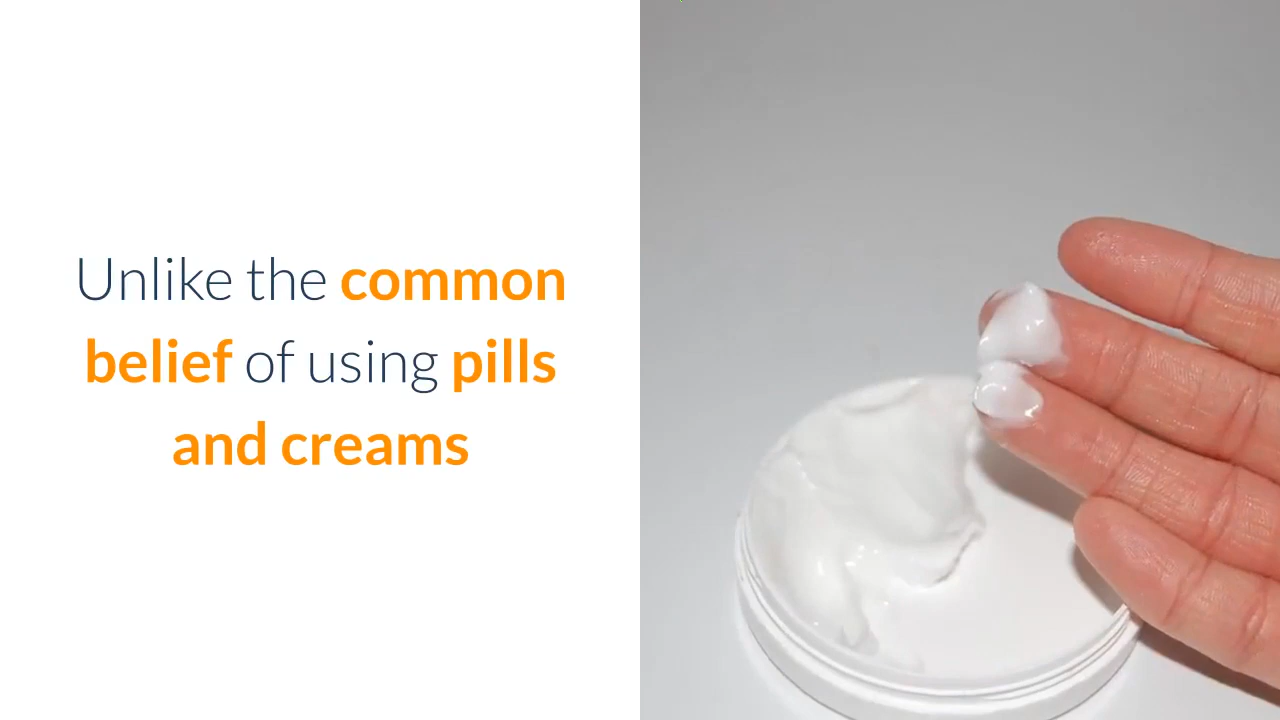 Unlike the common
belief of using pills
and creams